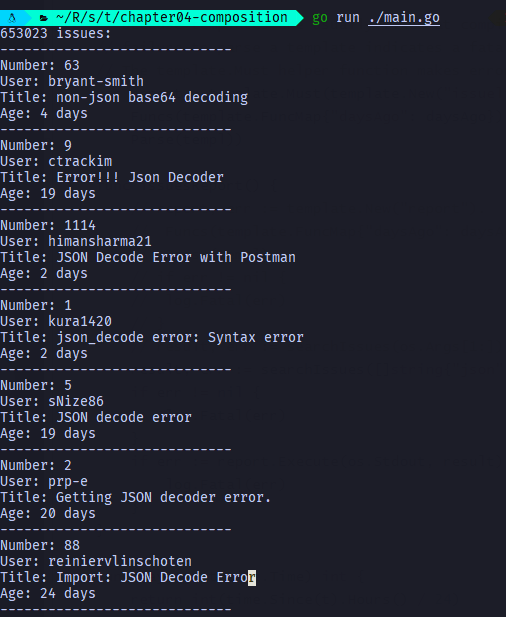 ~/R/s/t/chapter04-composition go run ./main.go
653023 issues:
-----------------------------
Number: 63
User: bryant-smith
Title: non-json base64 decoding
Age: 4 days
-----------------------------
Number: 9
User: ctrackim
Title: Error!!! Json Decoder
Age: 19 days
-----------------------------
Number: 1114
User: himansharma21
Title: JSON Decode Error with Postman
Age: 2 days
-----------------------------
Number: 1
User: kura1420
Title: json_decode error: Syntax error
Age: 2 days
-----------------------------
Number: 5
User: sNize86
Title: JSON decode error
Age: 19 days
-----------------------------
Number: 2
User: prp-e
Title: Getting JSON decoder error.
Age: 20 days
-----------------------------
Number: 88
User: reiniervlinschoten
Title: Import: JSON Decode Error
Age: 24 days
-----------------------------